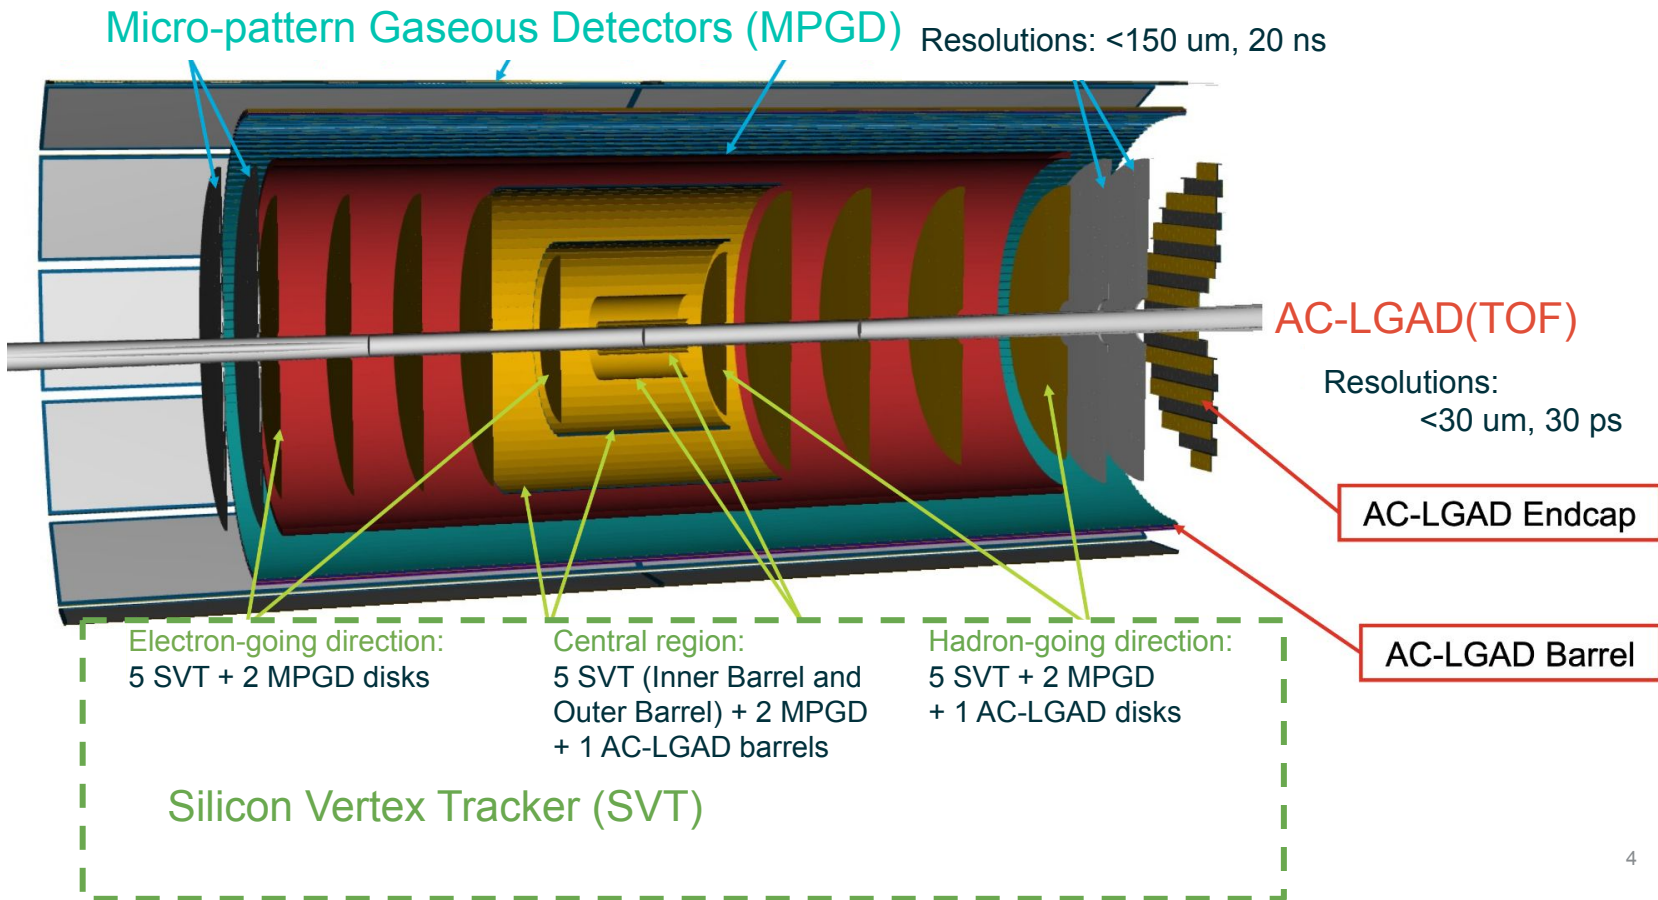 Micro-pattern Gaseous Detectors (MPGD)
Resolutions: <150 um, 20 ns
AC-LGAD(TOF)
Resolutions:
<30 um, 30 ps
AC-LGAD Endcap
AC-LGAD Barrel
Electron-going direction:
5 SVT + 2 MPGD disks
Central region:
5 SVT (Inner Barrel and
Outer Barrel) + 2 MPGD
+ 1 AC-LGAD barrels
Hadron-going direction:
5 SVT + 2 MPGD
+ 1 AC-LGAD disks
Silicon Vertex Tracker (SVT)
4